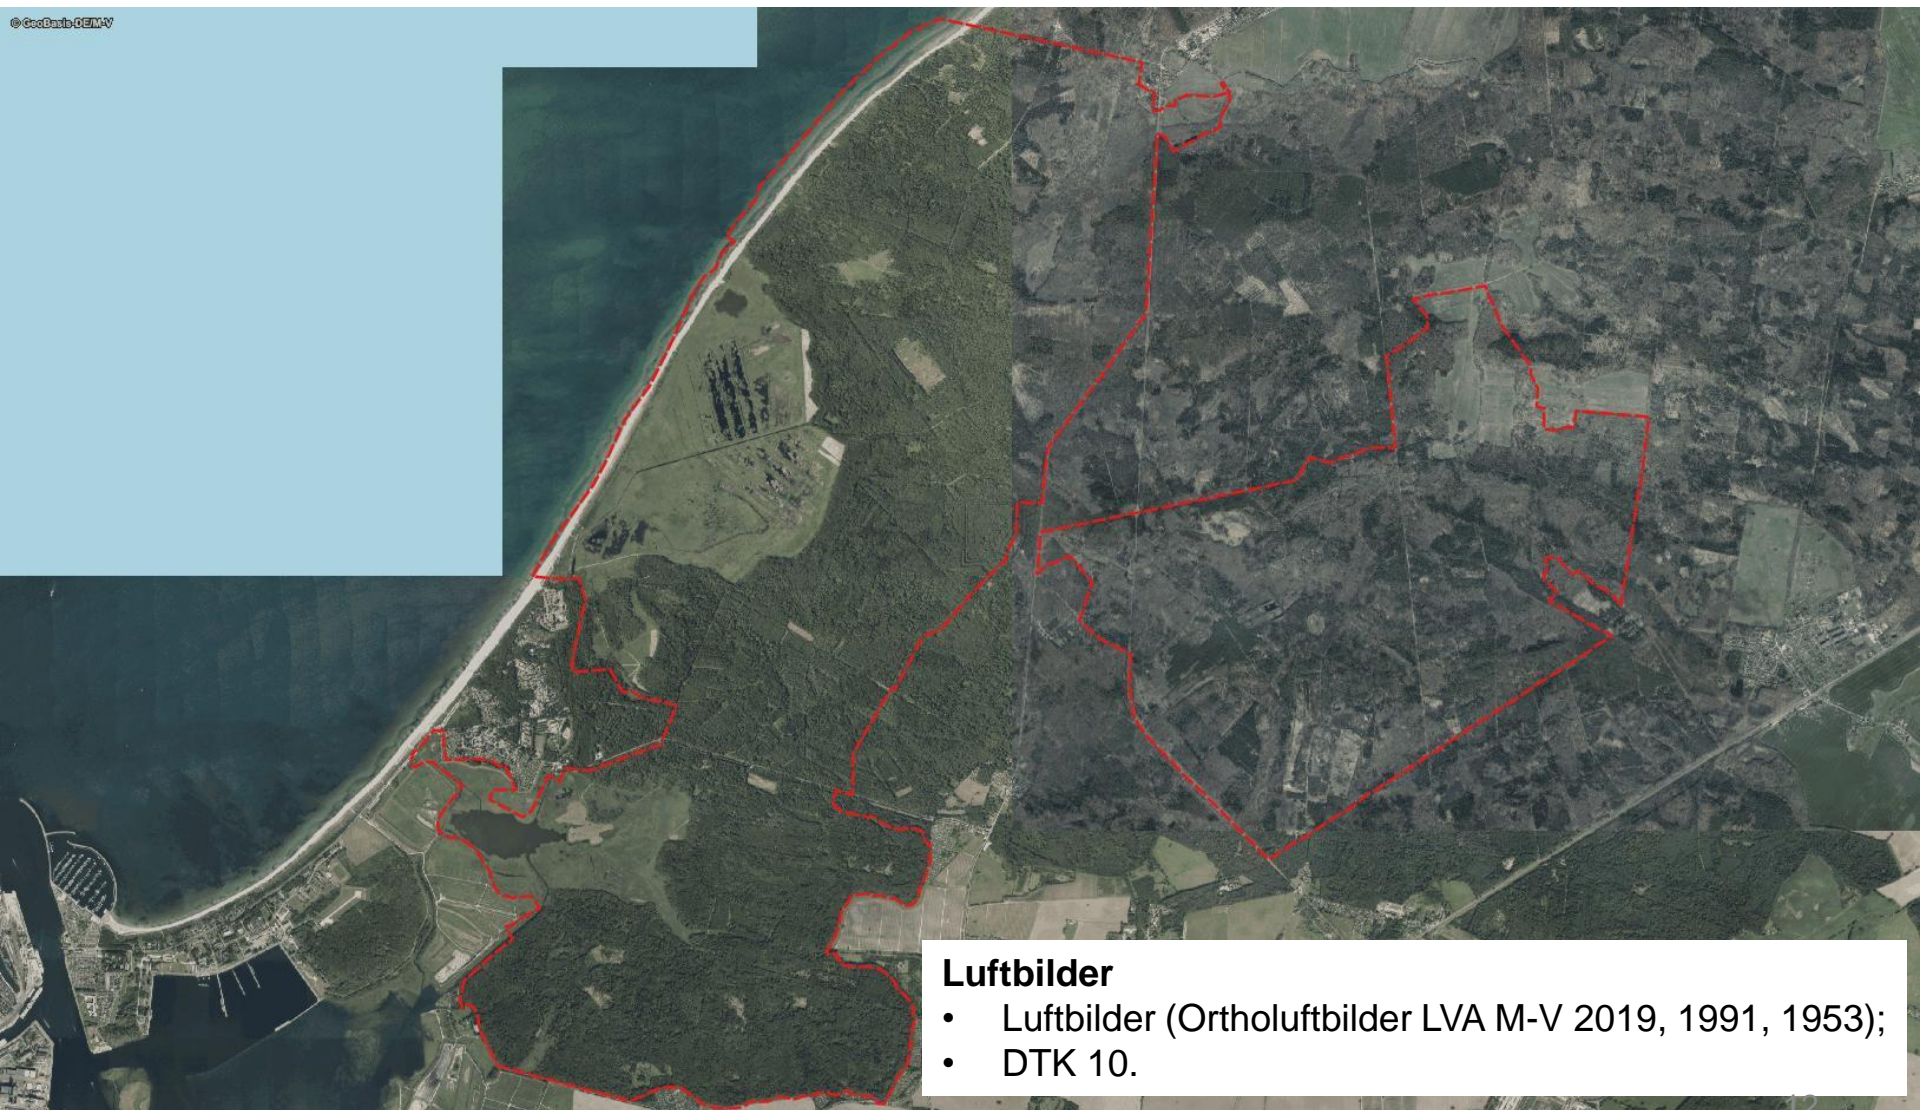 © GeoBasis-DE/M-V
Luftbilder
• Luftbilder (Ortholuftbilder LVA M-V 2019, 1991, 1953);
• DTK 10.